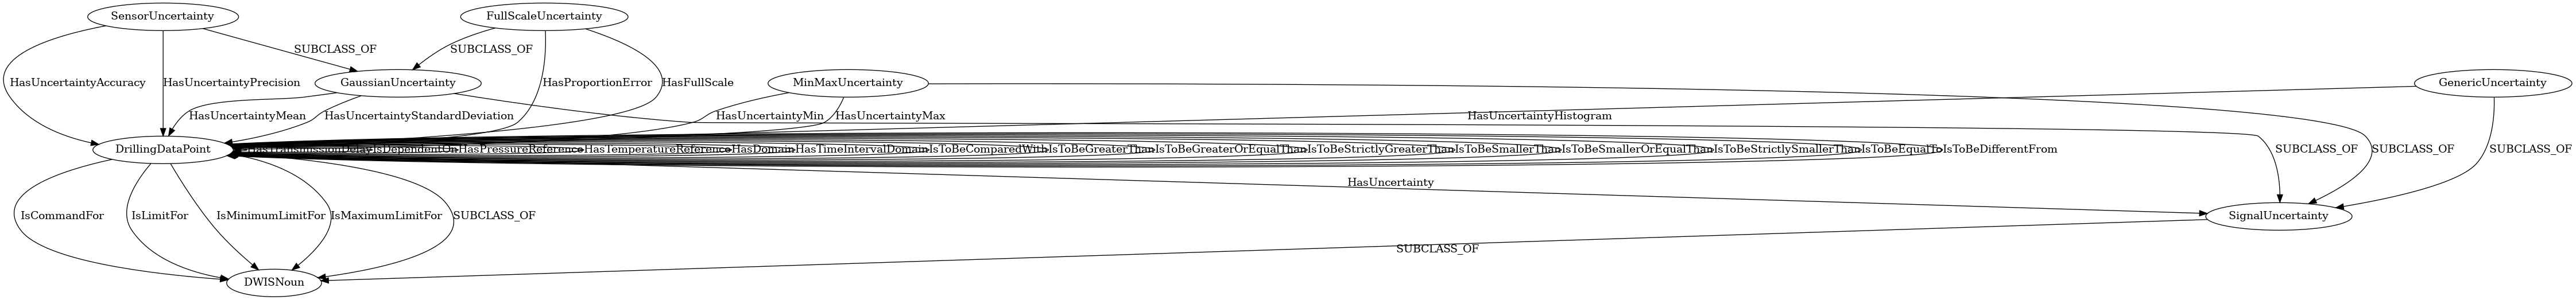 SensorUncertainty
FullScaleUncertainty
SUBCLASS_OF
SUBCLASS_OF
HasUncertaintyAccuracy
HasUncertaintyPrecision
GaussianUncertainty
HasProportionError
HasFullScale
MinMaxUncertainty
GenericUncertainty
HasUncertaintyMean
HasUncertaintyStandardDeviation
HasUncertaintyMin
HasUncertaintyMax
HasUncertaintyHistogram
DrillingDataPoint
IsDependentOn
HasPressureReference
HasTemperatureReference
HasDomain
HasTimeIntervalDomain
IsToBeComparedWith
IsToBeGreaterThan
IsToBeGreaterOrEqualThan
IsToBeStrictlyGreaterThan
IsToBeSmallerThan
IsToBeSmallerOrEqualThan
IsToBeStrictlySmallerThan
IsToBeEqualTo
IsToBeDifferentFrom
SUBCLASS_OF
SUBCLASS_OF
SUBCLASS_OF
HasUncertainty
IsCommandFor
IsLimitFor
IsMinimumLimitFor
IsMaximumLimitFor
SUBCLASS_OF
SignalUncertainty
SUBCLASS_OF
DWISNoun